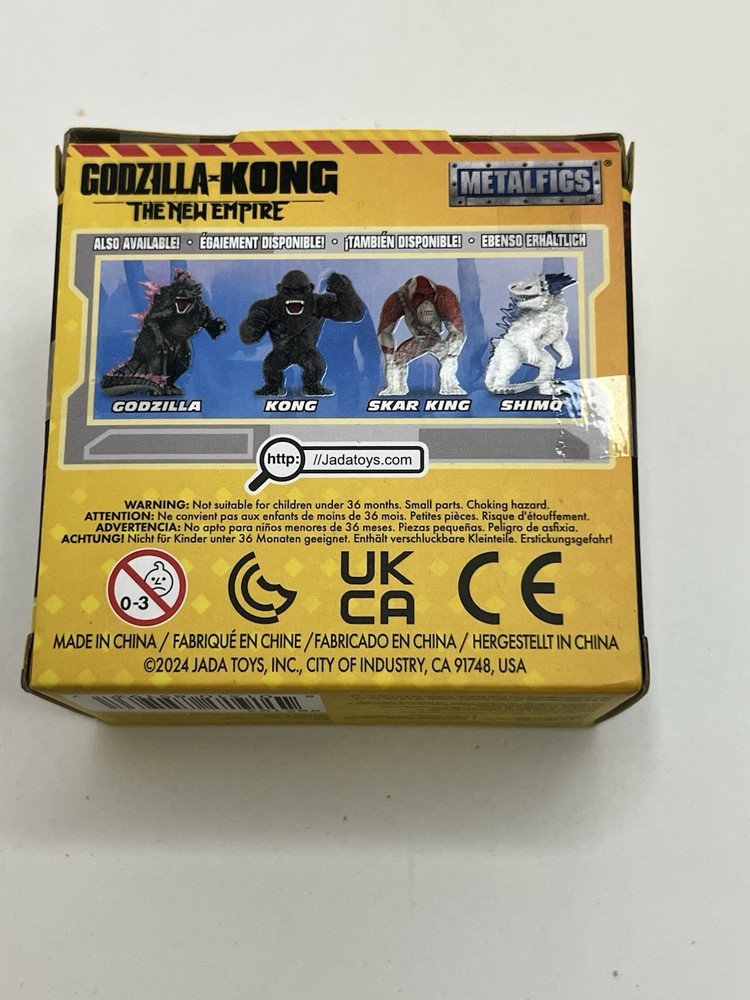 GODZILLA×KONG
THE NEW EMPIRE
METALFIGS®
ALSO AVAILABLE! • ÉGAIEMENT DISPONIBLE! • ¡TAMBIÉN DISPONIBLE! • EBENSO ERHÄLTLICH
GODZILLA KONG SKAR KING SHIMO
http: //Jadatoys.com
WARNING: Not suitable for children under 36 months. Small parts. Choking hazard.
ATTENTION: Ne convient pas aux enfants de moins de 36 mois. Petites pièces. Risque d'étouffement.
ADVERTENCIA: No apto para niños menores de 36 meses. Piezas pequeñas. Peligro de asfixia.
ACHTUNG! Nicht für Kinder unter 36 Monaten geeignet. Enthält verschluckbare Kleinteile. Erstickungsgefahr!
0-3
UK
CA
CE
MADE IN CHINA / FABRIQUÉ EN CHINE / FABRICADO EN CHINA / HERGESTELLT IN CHINA
©2024 JADA TOYS, INC., CITY OF INDUSTRY, CA 91748, USA